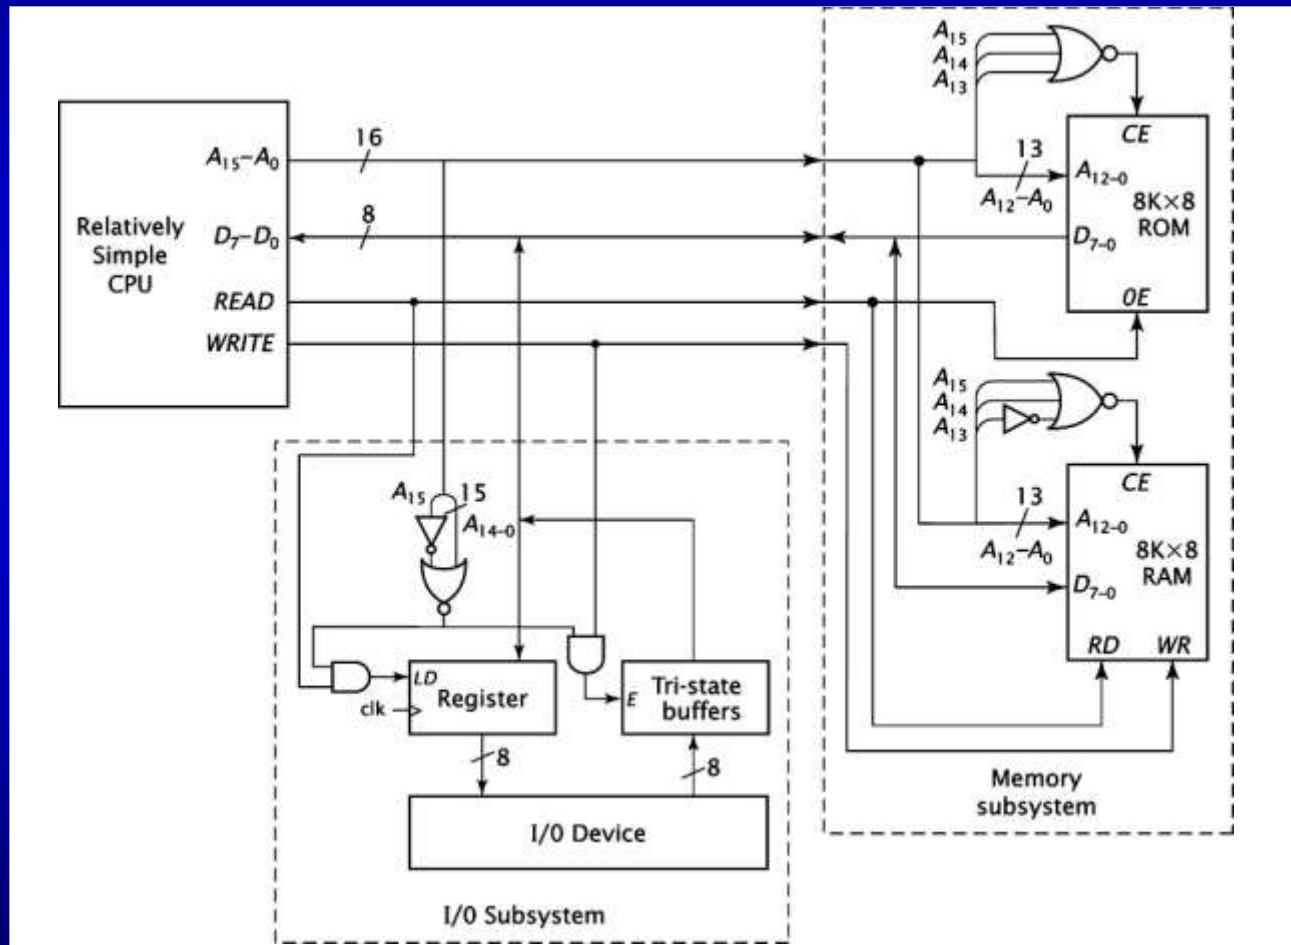 Relatively
Simple
CPU
A₁₅–A₀
D₇–D₀
READ
WRITE
16
8
A₁₅
A₁₄
A₁₃
13
A₁₂–A₀
CE
A₁₂₋₀
8K×8
ROM
D₇₋₀
OE
A₁₅
A₁₄
A₁₃
13
A₁₂–A₀
CE
A₁₂₋₀
8K×8
RAM
D₇₋₀
RD WR
Memory
subsystem
A₁₅ 15
A₁₄₋₀
LD
clk
Register
E
Tri-state
buffers
8
8
I/O Device
I/O Subsystem